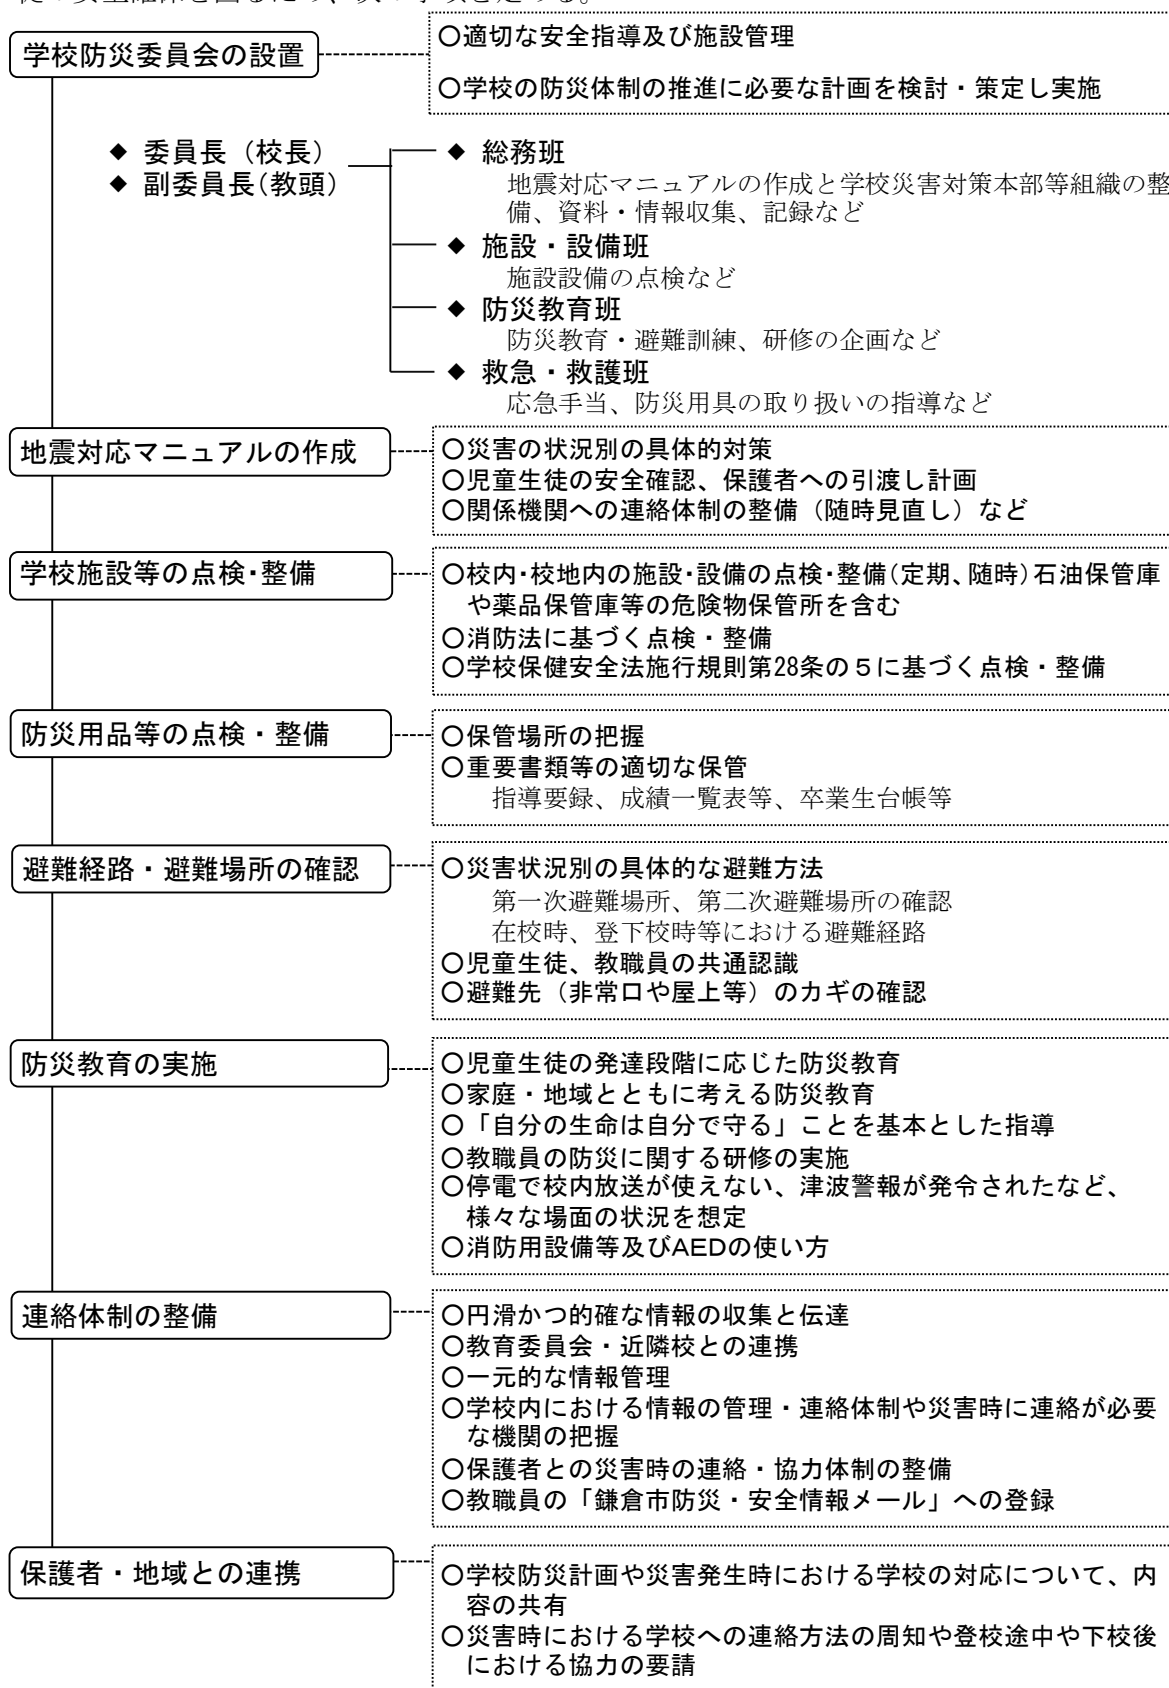 学校防災委員会の設置
○適切な安全指導及び施設管理
○学校の防災体制の推進に必要な計画を検討・策定し実施
◆ 委員長(校長)
◆ 副委員長(教頭)
◆ 総務班
地震対応マニュアルの作成と学校災害対策本部等組織の整
備、資料・情報収集、記録など
◆ 施設・設備班
施設設備の点検など
◆ 防災教育班
防災教育・避難訓練、研修の企画など
◆ 救急・救護班
応急手当、防災用具の取り扱いの指導など
地震対応マニュアルの作成
○災害の状況別の具体的対策
○児童生徒の安全確認、保護者への引渡し計画
○関係機関への連絡体制の整備(随時見直し)など
学校施設等の点検・整備
○校内・校地内の施設・設備の点検・整備(定期、随時)石油保管庫
や薬品保管庫等の危険物保管所を含む
○消防法に基づく点検・整備
○学校保健安全法施行規則第28条の5に基づく点検・整備
防災用品等の点検・整備
○保管場所の把握
○重要書類等の適切な保管
指導要録、成績一覧表等、卒業生台帳等
避難経路・避難場所の確認
○災害状況別の具体的な避難方法
第一次避難場所、第二次避難場所の確認
在校時、登下校時等における避難経路
○児童生徒、教職員の共通認識
○避難先(非常口や屋上等)のカギの確認
防災教育の実施
○児童生徒の発達段階に応じた防災教育
○家庭・地域とともに考える防災教育
○「自分の生命は自分で守る」ことを基本とした指導
○教職員の防災に関する研修の実施
○停電で校内放送が使えない、津波警報が発令されたなど、
様々な場面の状況を想定
○消防用設備等及びAEDの使い方
連絡体制の整備
○円滑かつ的確な情報の収集と伝達
○教育委員会・近隣校との連携
○一元的な情報管理
○学校内における情報の管理・連絡体制や災害時に連絡が必要
な機関の把握
○保護者との災害時の連絡・協力体制の整備
○教職員の「鎌倉市防災・安全情報メール」への登録
保護者・地域との連携
○学校防災計画や災害発生時における学校の対応について、内
容の共有
○災害時における学校への連絡方法の周知や登校途中や下校後
における協力の要請